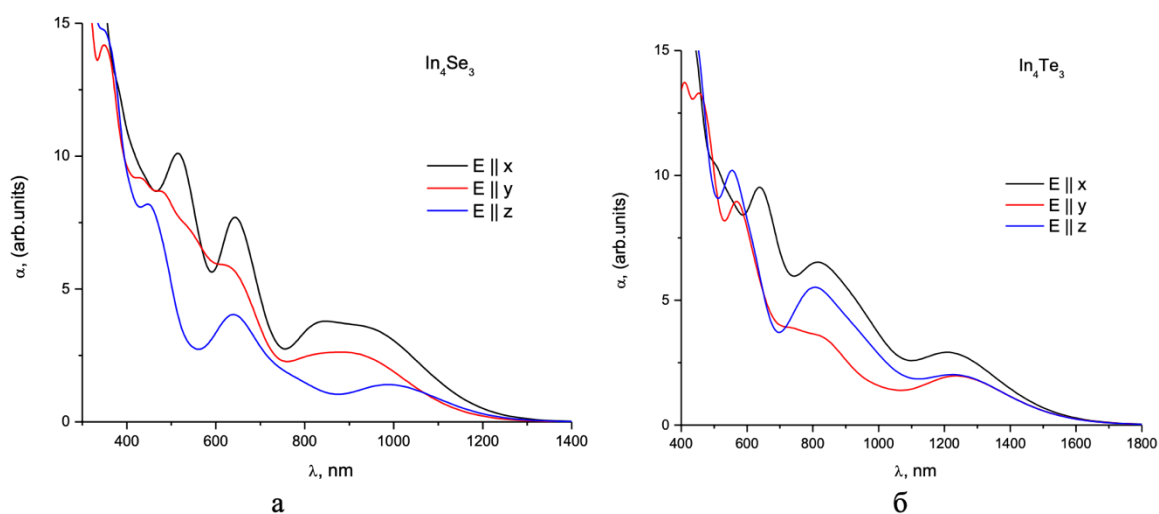 15
10
5
0
α, (arb.units)
In₄Se₃
E || x
E || y
E || z
400 600 800 1000 1200 1400
λ, nm
а
15
10
5
0
α, (arb.units)
In₄Te₃
E || x
E || y
E || z
400 600 800 1000 1200 1400 1600 1800
λ, nm
б